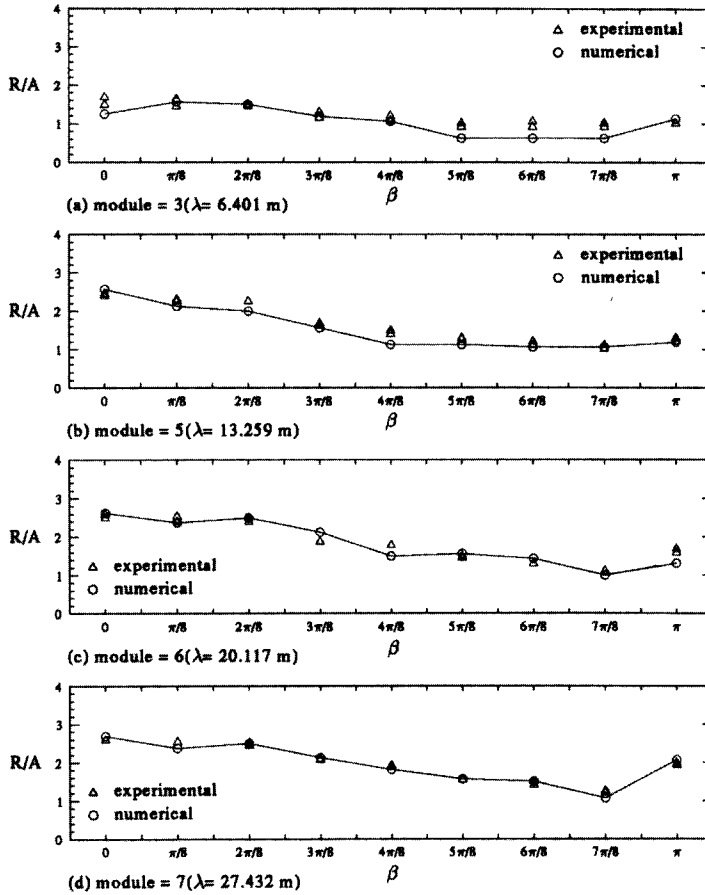 4
△ experimental
○ numerical
3
R/A
2
1
0
0 π/8 2π/8 3π/8 4π/8 5π/8 6π/8 7π/8 π
(a) module = 3(λ= 6.401 m)
β
4
△ experimental
○ numerical
3
R/A
2
1
0
0 π/8 2π/8 3π/8 4π/8 5π/8 6π/8 7π/8 π
(b) module = 5(λ= 13.259 m)
β
4
3
R/A
2
△ experimental
1
○ numerical
0
0 π/8 2π/8 3π/8 4π/8 5π/8 6π/8 7π/8 π
(c) module = 6(λ= 20.117 m)
β
4
3
R/A
2
△ experimental
1
○ numerical
0
0 π/8 2π/8 3π/8 4π/8 5π/8 6π/8 7π/8 π
(d) module = 7(λ= 27.432 m)
β